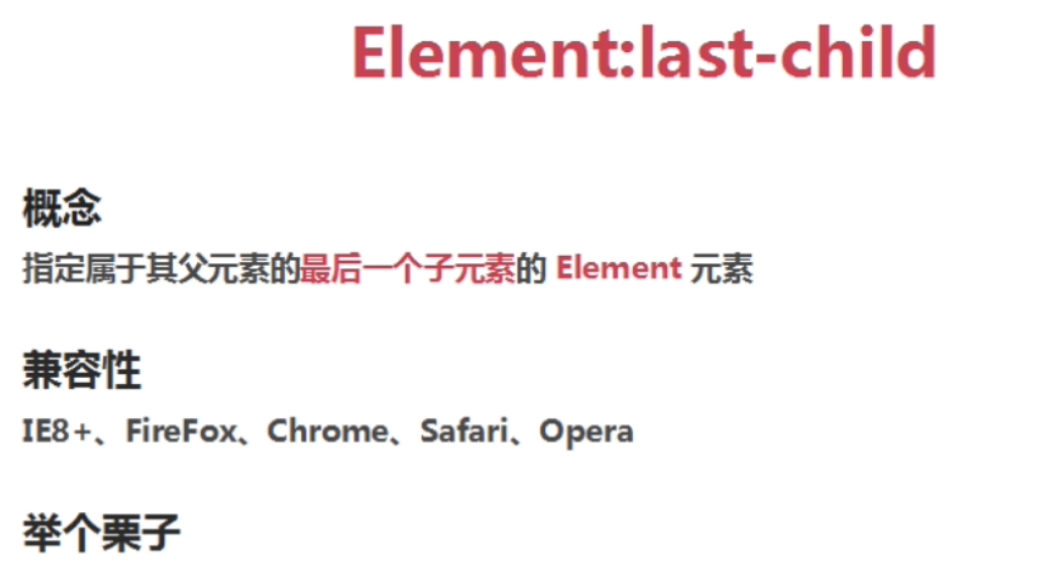 Element:last-child
概念
指定属于其父元素的最后一个子元素的 Element 元素
兼容性
IE8+、FireFox、Chrome、Safari、Opera
举个栗子